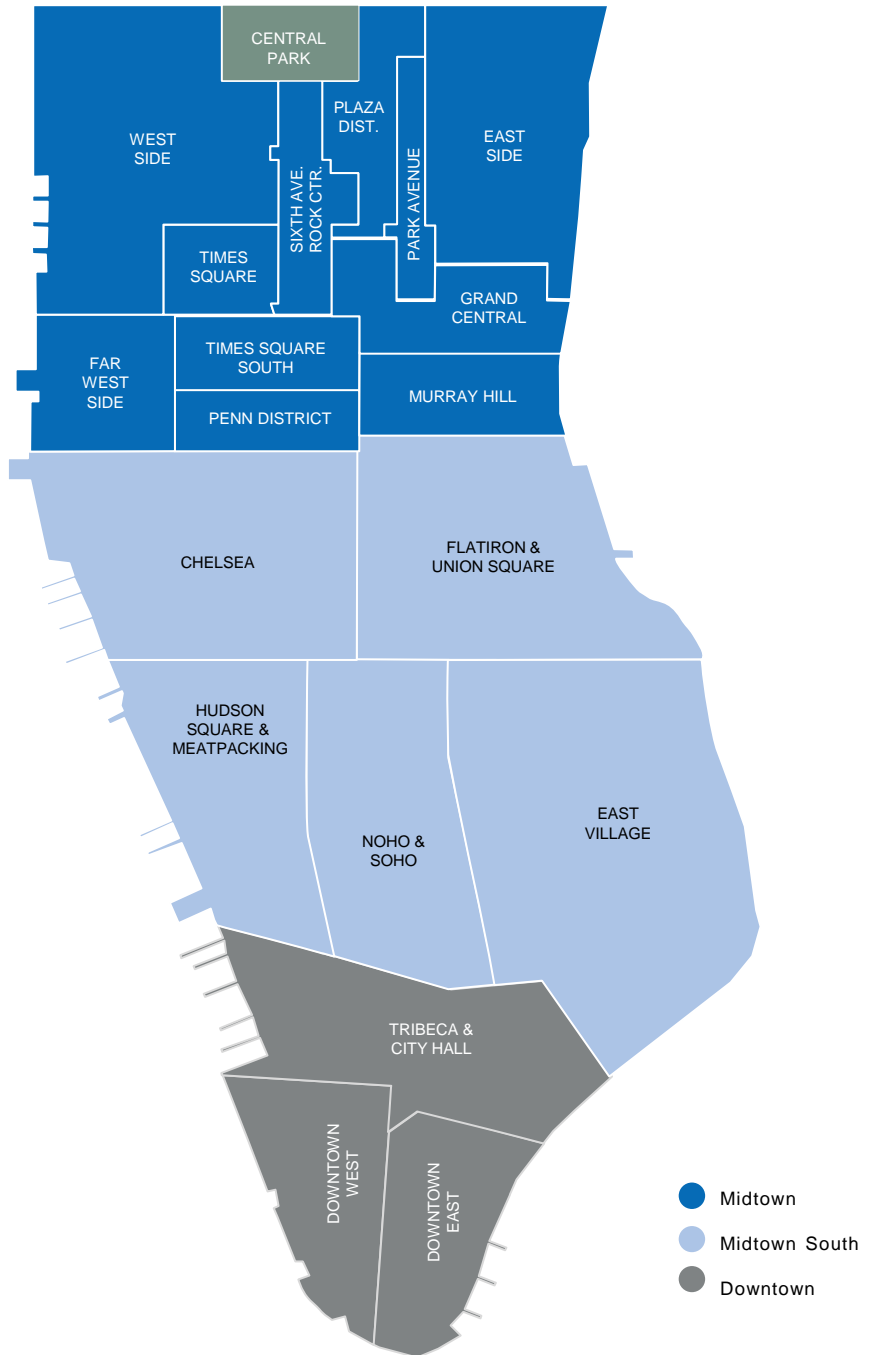 CENTRAL
PARK
PLAZA
DIST.
WEST
SIDE
EAST
SIDE
SIXTH AVE.
ROCK CTR.
PARK AVENUE
TIMES
SQUARE
GRAND
CENTRAL
FAR
WEST
SIDE
TIMES SQUARE
SOUTH
MURRAY HILL
PENN DISTRICT
CHELSEA
FLATIRON &
UNION SQUARE
HUDSON
SQUARE &
MEATPACKING
NOHO &
SOHO
EAST
VILLAGE
TRIBECA &
CITY HALL
DOWNTOWN
WEST
DOWNTOWN
EAST
Midtown
Midtown South
Downtown